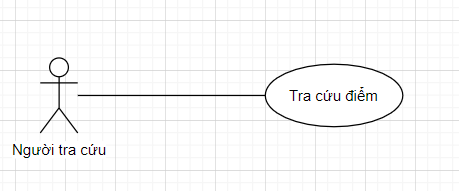 Tra cứu điểm
Người tra cứu